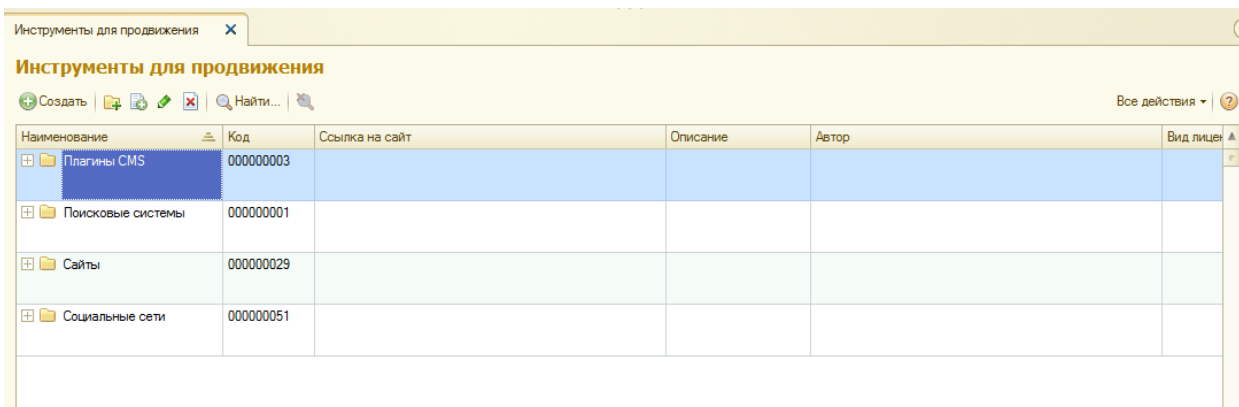 Инструменты для продвижения
Инструменты для продвижения
Создать Найти... Все действия
Наименование Код Ссылка на сайт Описание Автор Вид лицен
Плагины CMS 000000003
Поисковые системы 000000001
Сайты 000000029
Социальные сети 000000051